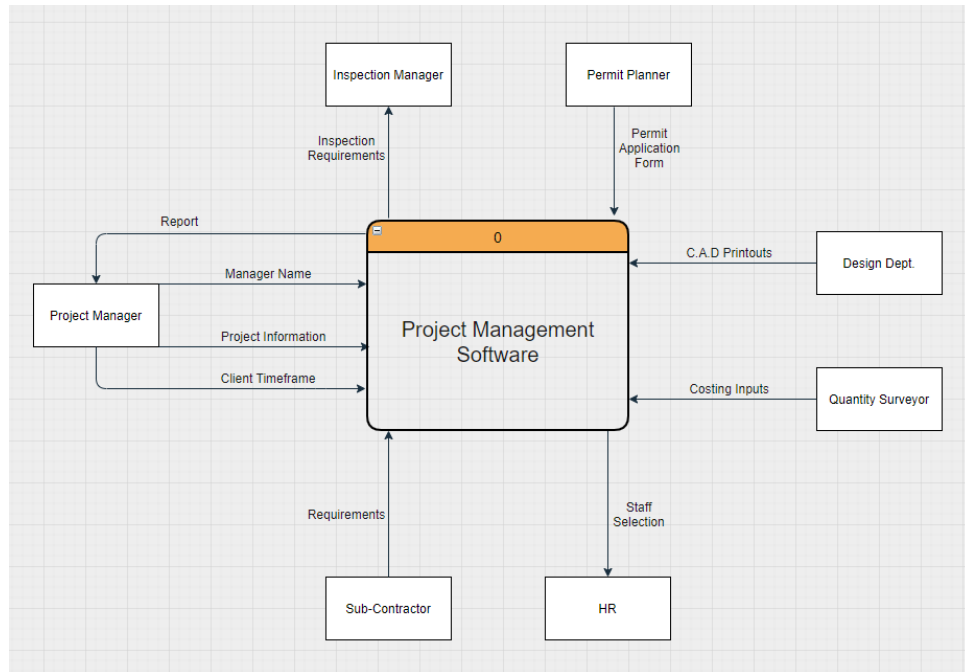 Inspection Manager
Permit Planner
Inspection
Requirements
Permit
Application
Form
Report
0
C.A.D Printouts
Design Dept.
Manager Name
Project Manager
Project Management
Software
Project Information
Client Timeframe
Costing Inputs
Quantity Surveyor
Requirements
Staff
Selection
Sub-Contractor
HR